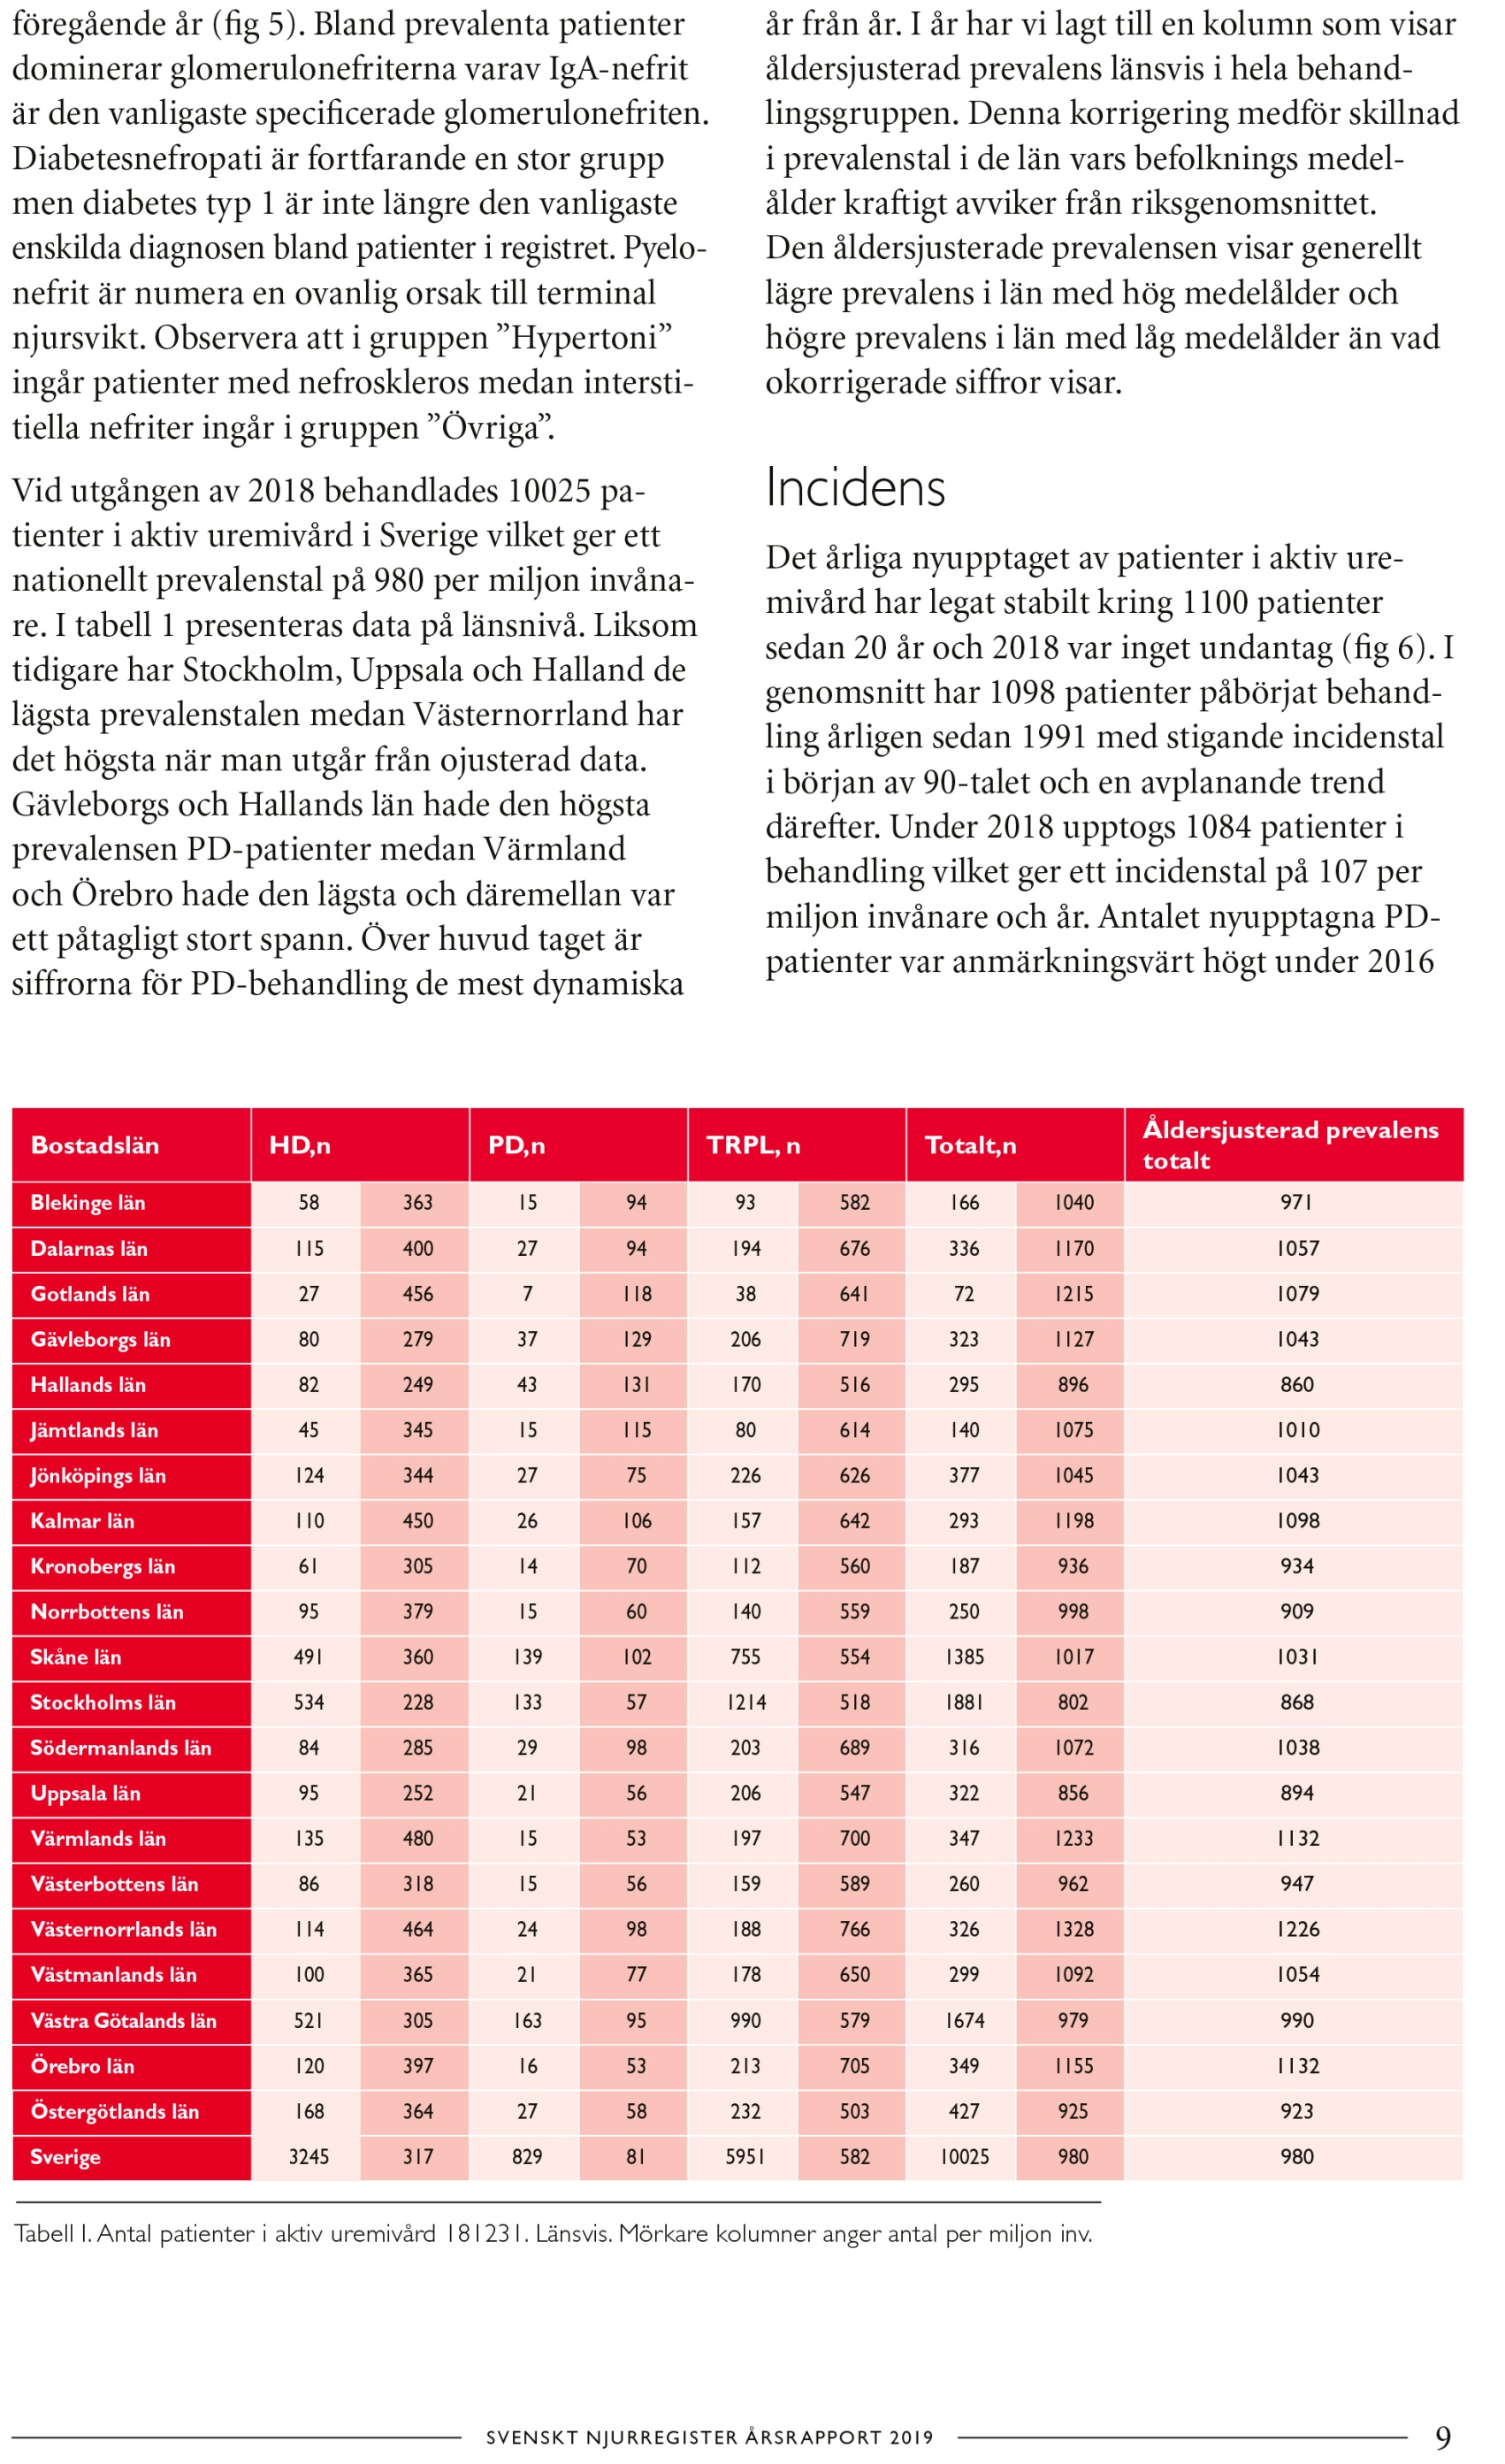 föregående år (fig 5). Bland prevalenta patienter
dominerar glomerulonefriterna varav IgA-nefrit
är den vanligaste specificerade glomerulonefriten.
Diabetesnefropati är fortfarande en stor grupp
men diabetes typ 1 är inte längre den vanligaste
enskilda diagnosen bland patienter i registret. Pyelo-
nefrit är numera en ovanlig orsak till terminal
njursvikt. Observera att i gruppen ”Hypertoni”
ingår patienter med nefroskleros medan intersti-
tiella nefriter ingår i gruppen ”Övriga”.
Vid utgången av 2018 behandlades 10025 pa-
tienter i aktiv uremivård i Sverige vilket ger ett
nationellt prevalenstal på 980 per miljon invåna-
re. I tabell 1 presenteras data på länsnivå. Liksom
tidigare har Stockholm, Uppsala och Halland de
lägsta prevalenstalen medan Västernorrland har
det högsta när man utgår från ojusterad data.
Gävleborgs och Hallands län hade den högsta
prevalensen PD-patienter medan Värmland
och Örebro hade den lägsta och däremellan var
ett påtagligt stort spann. Över huvud taget är
siffrorna för PD-behandling de mest dynamiska
år från år. I år har vi lagt till en kolumn som visar
åldersjusterad prevalens länsvis i hela behand-
lingsgruppen. Denna korrigering medför skillnad
i prevalenstal i de län vars befolknings medel-
ålder kraftigt avviker från riksgenomsnittet.
Den åldersjusterade prevalensen visar generellt
lägre prevalens i län med hög medelålder och
högre prevalens i län med låg medelålder än vad
okorrigerade siffror visar.
Incidens
Det årliga nyupptaget av patienter i aktiv ure-
mivård har legat stabilt kring 1100 patienter
sedan 20 år och 2018 var inget undantag (fig 6). I
genomsnitt har 1098 patienter påbörjat behand-
ling årligen sedan 1991 med stigande incidenstal
i början av 90-talet och en avplanande trend
därefter. Under 2018 upptogs 1084 patienter i
behandling vilket ger ett incidenstal på 107 per
miljon invånare och år. Antalet nyupptagna PD-
patienter var anmärkningsvärt högt under 2016
Bostadslän HD,n PD,n TRPL, n Totalt,n Åldersjusterad prevalens totalt
Blekinge län 58 363 15 94 93 582 166 1040 971
Dalarnas län 115 400 27 94 194 676 336 1170 1057
Gotlands län 27 456 7 118 38 641 72 1215 1079
Gävleborgs län 80 279 37 129 206 719 323 1127 1043
Hallands län 82 249 43 131 170 516 295 896 860
Jämtlands län 45 345 15 115 80 614 140 1075 1010
Jönköpings län 124 344 27 75 226 626 377 1045 1043
Kalmar län 110 450 26 106 157 642 293 1198 1098
Kronobergs län 61 305 14 70 112 560 187 936 934
Norrbottens län 95 379 15 60 140 559 250 998 909
Skåne län 491 360 139 102 755 554 1385 1017 1031
Stockholms län 534 228 133 57 1214 518 1881 802 868
Södermanlands län 84 285 29 98 203 689 316 1072 1038
Uppsala län 95 252 21 56 206 547 322 856 894
Värmlands län 135 480 15 53 197 700 347 1233 1132
Västerbottens län 86 318 15 56 159 589 260 962 947
Västernorrlands län 114 464 24 98 188 766 326 1328 1226
Västmanlands län 100 365 21 77 178 650 299 1092 1054
Västra Götalands län 521 305 163 95 990 579 1674 979 990
Örebro län 120 397 16 53 213 705 349 1155 1132
Östergötlands län 168 364 27 58 232 503 427 925 923
Sverige 3245 317 829 81 5951 582 10025 980 980
Tabell 1. Antal patienter i aktiv uremivård 181231. Länsvis. Mörkare kolumner anger antal per miljon inv.
SVENSKT NJURREGISTER ÅRSRAPPORT 2019 9